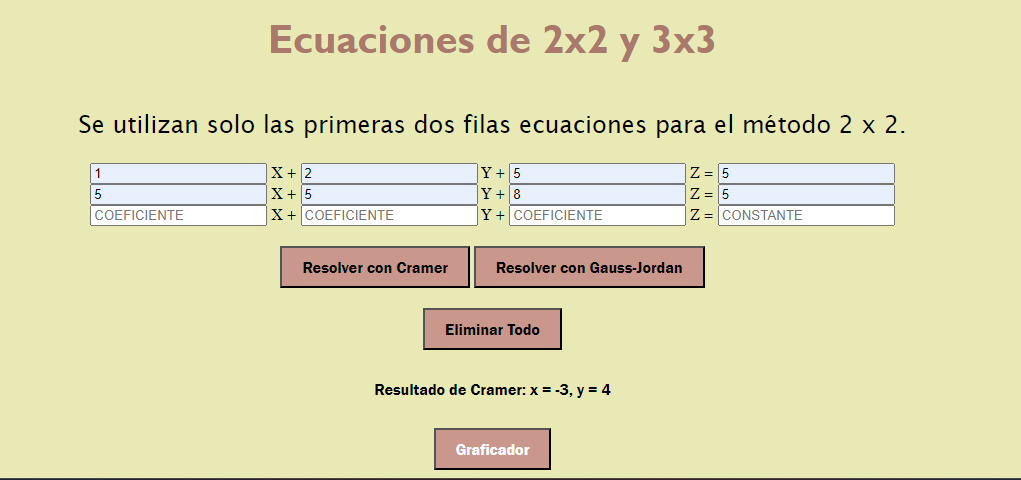 Ecuaciones de 2x2 y 3x3
Se utilizan solo las primeras dos filas ecuaciones para el método 2 x 2.
1 X + 2 Y + 5 Z = 5
5 X + 5 Y + 8 Z = 5
COEFICIENTE X + COEFICIENTE Y + COEFICIENTE Z = CONSTANTE
Resolver con Cramer Resolver con Gauss-Jordan
Eliminar Todo
Resultado de Cramer: x = -3, y = 4
Graficador